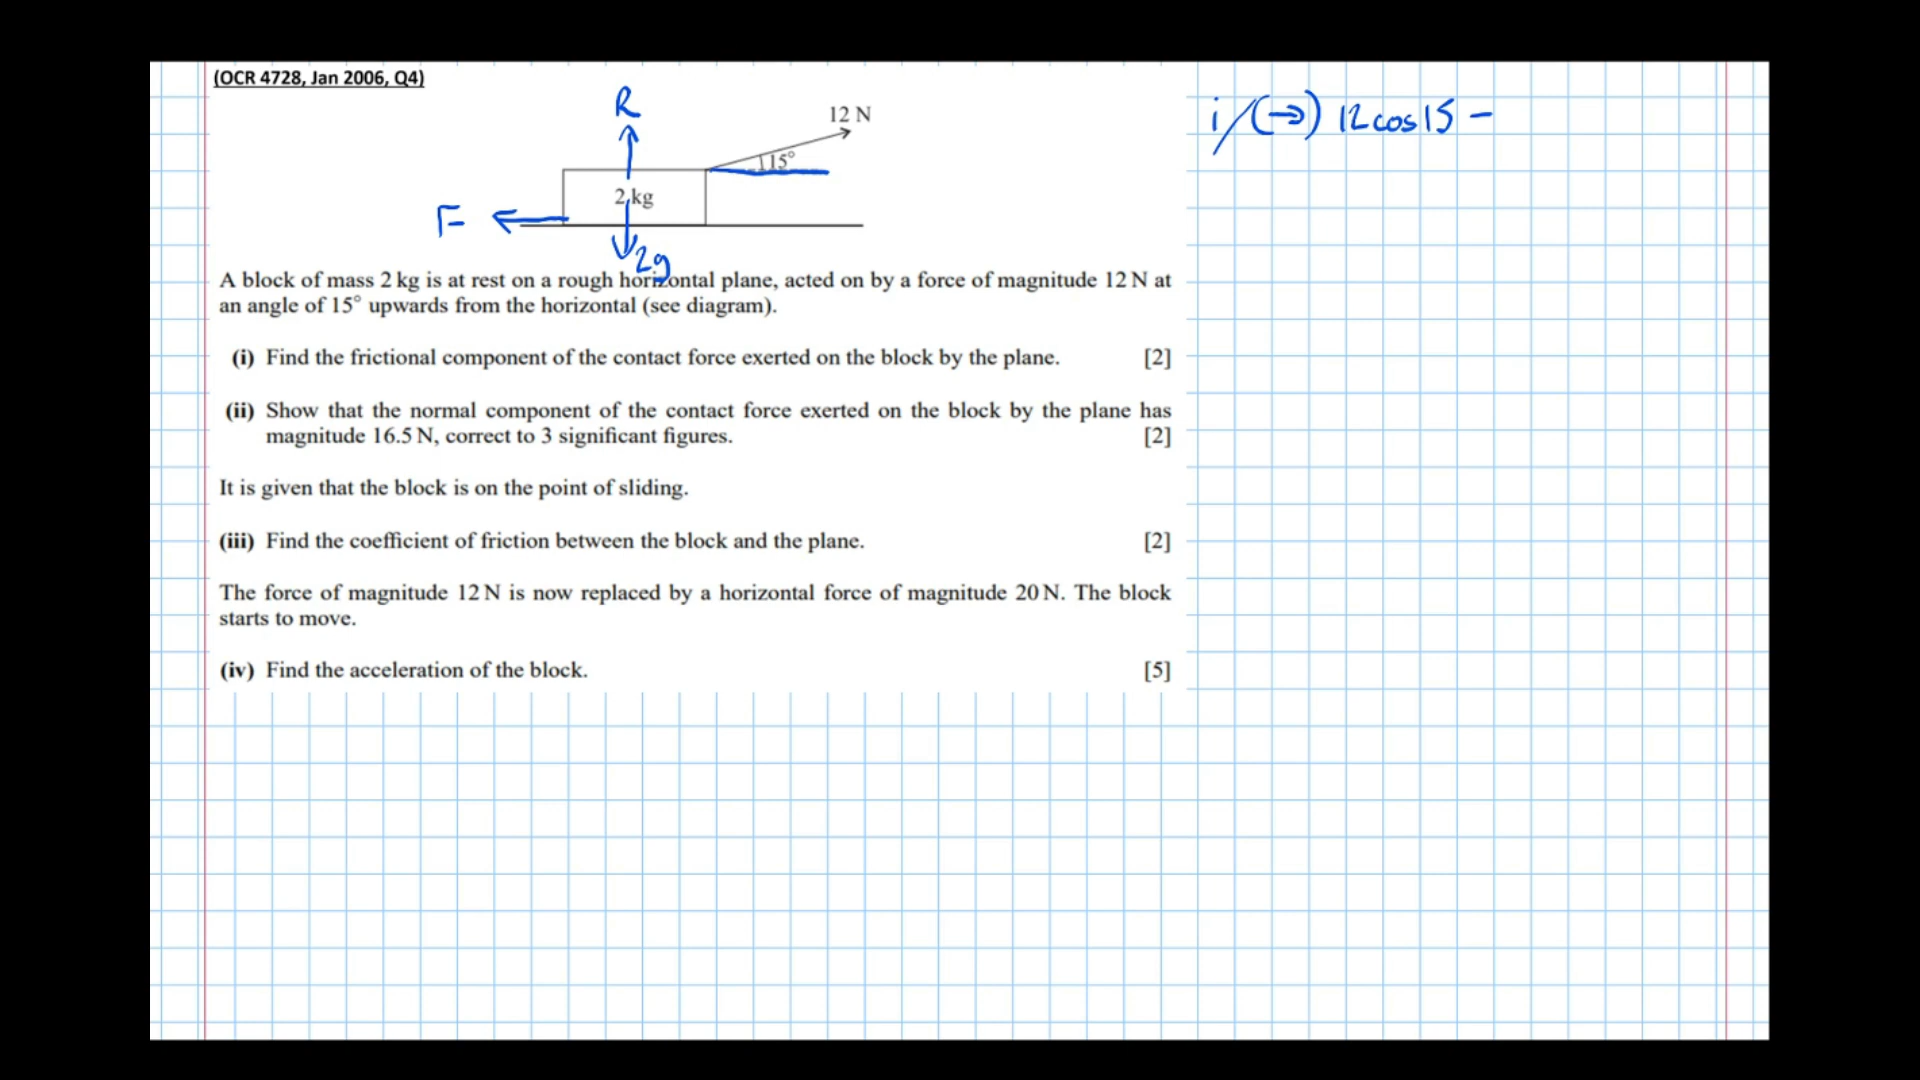 (OCR 4728, Jan 2006, Q4)
R
12 N
15°
2 kg
F
2g
i/ (→) 12cos15 −
A block of mass 2 kg is at rest on a rough horizontal plane, acted on by a force of magnitude 12 N at
an angle of 15° upwards from the horizontal (see diagram).
(i) Find the frictional component of the contact force exerted on the block by the plane. [2]
(ii) Show that the normal component of the contact force exerted on the block by the plane has
magnitude 16.5 N, correct to 3 significant figures. [2]
It is given that the block is on the point of sliding.
(iii) Find the coefficient of friction between the block and the plane. [2]
The force of magnitude 12 N is now replaced by a horizontal force of magnitude 20 N. The block
starts to move.
(iv) Find the acceleration of the block. [5]